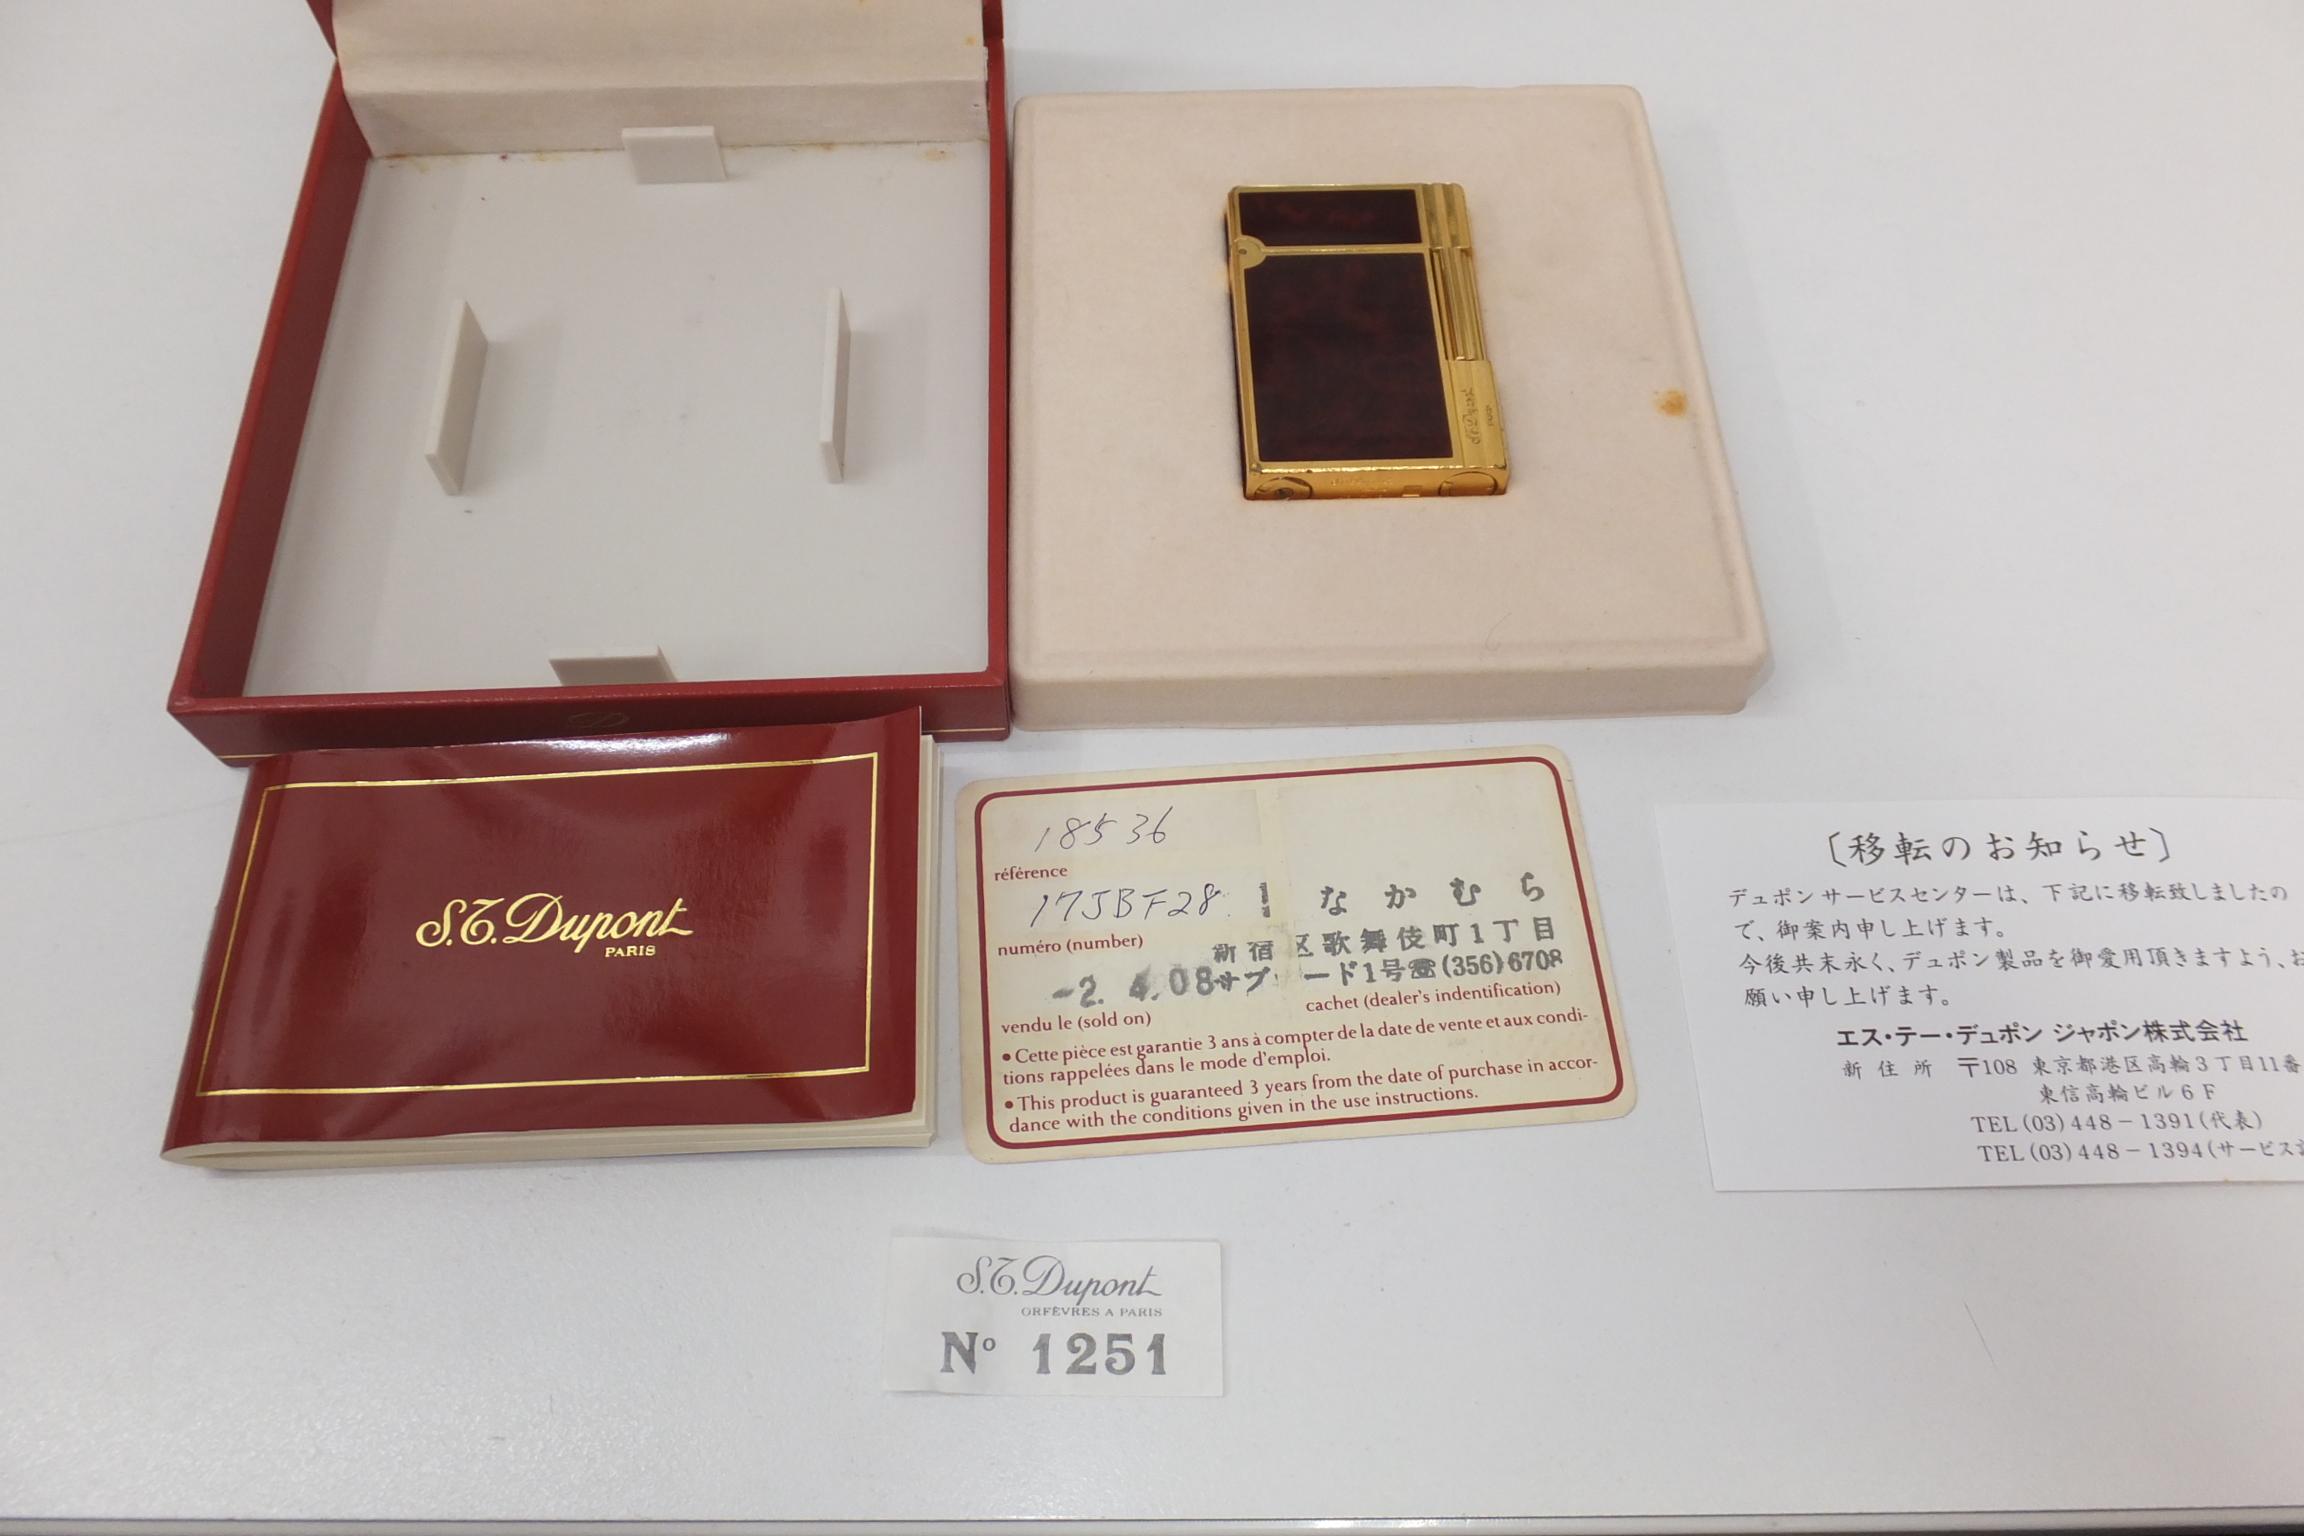 S.T. Dupont
PARIS
S.T. Dupont
PARIS
18536
référence
17JBF28
numéro (number)
なかむら
新宿区歌舞伎町1丁目
-2. 4.08
サブ ード1号☎(356)6708
vendu le (sold on)
cachet (dealer's indentification)
• Cette pièce est garantie 3 ans à compter de la date de vente et aux condi-
tions rappelées dans le mode d'emploi.
• This product is guaranteed 3 years from the date of purchase in accor-
dance with the conditions given in the use instructions.
〔移転のお知らせ〕
デュポンサービスセンターは、下記に移転致しましたの
で、御案内申し上げます。
今後共末永く、デュポン製品を御愛用頂きますよう、お
願い申し上げます。
エス・テー・デュポン ジャポン株式会社
新住所 〒108 東京都港区高輪3丁目11番
東信高輪ビル6F
TEL(03)448-1391(代表)
TEL(03)448-1394(サービス
S.T. Dupont
ORFÈVRES A PARIS
Nº 1251